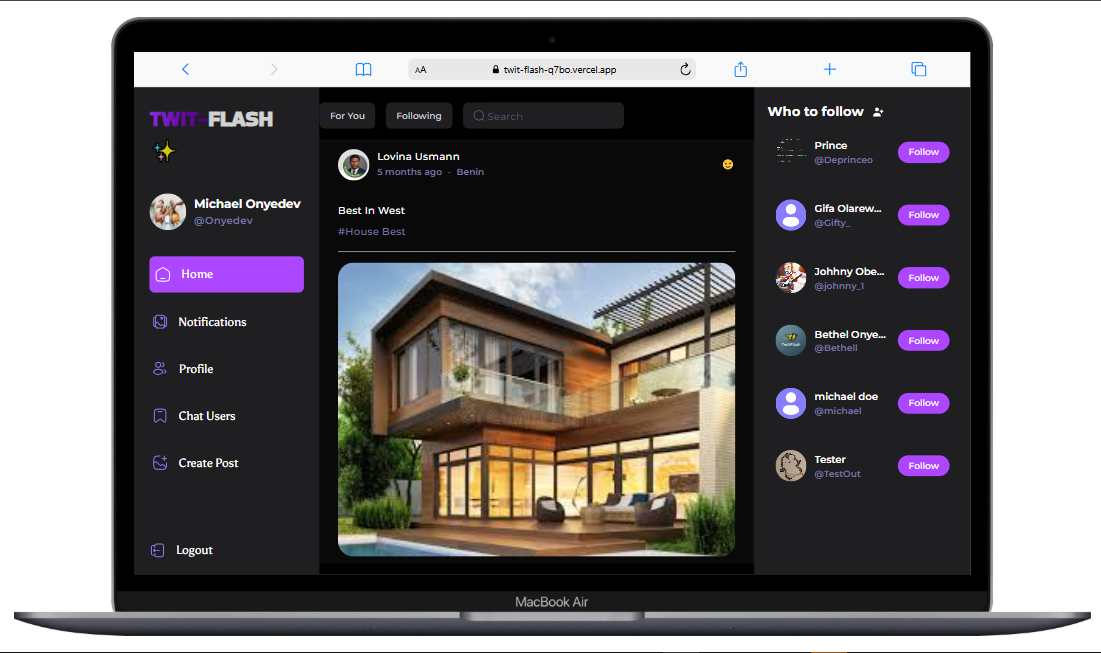 AA twit-flash-q7bo.vercel.app
TWIT-FLASH
Michael Onyedev
@Onyedev
Home
Notifications
Profile
Chat Users
Create Post
Logout
For You Following Search
Lovina Usmann
5 months ago - Benin
Best In West
#House Best
Who to follow
Prince
@Deprinceo
Follow
Gifa Olarew...
@Gifty_
Follow
Johhny Obe...
@johnny_1
Follow
Bethel Onye...
@Bethell
Follow
michael doe
@michael
Follow
Tester
@TestOut
Follow
MacBook Air